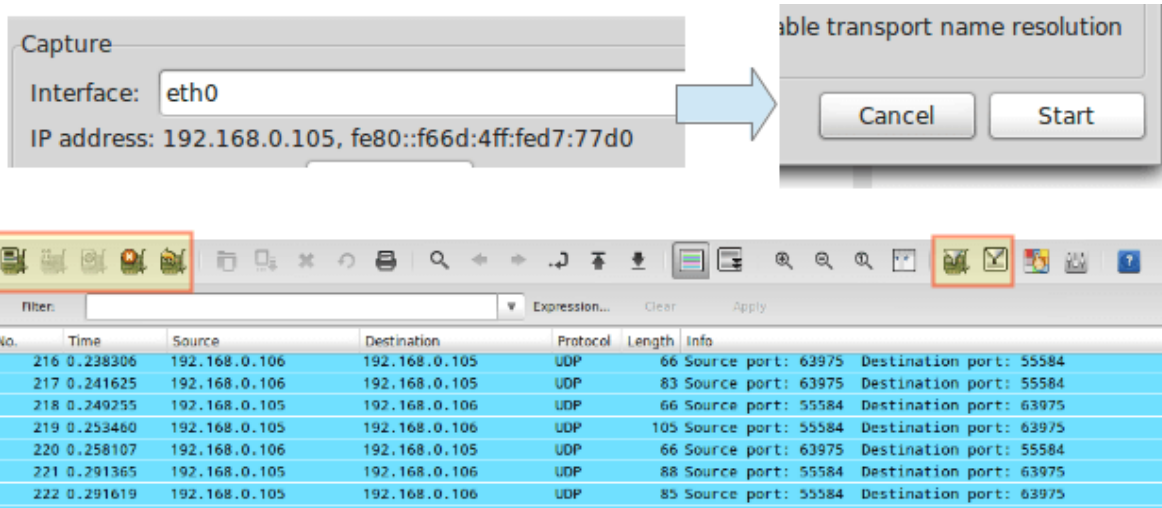 Capture
Interface: eth0
IP address: 192.168.0.105, fe80::f66d:4ff:fed7:77d0
able transport name resolution
Cancel Start
Filter: Expression... Clear Apply
No. Time Source Destination Protocol Length Info
216 0.238306 192.168.0.106 192.168.0.105 UDP 66 Source port: 63975 Destination port: 55584
217 0.241625 192.168.0.106 192.168.0.105 UDP 83 Source port: 63975 Destination port: 55584
218 0.249255 192.168.0.105 192.168.0.106 UDP 66 Source port: 55584 Destination port: 63975
219 0.253460 192.168.0.105 192.168.0.106 UDP 105 Source port: 55584 Destination port: 63975
220 0.258107 192.168.0.106 192.168.0.105 UDP 66 Source port: 63975 Destination port: 55584
221 0.291365 192.168.0.105 192.168.0.106 UDP 88 Source port: 55584 Destination port: 63975
222 0.291619 192.168.0.105 192.168.0.106 UDP 85 Source port: 55584 Destination port: 63975